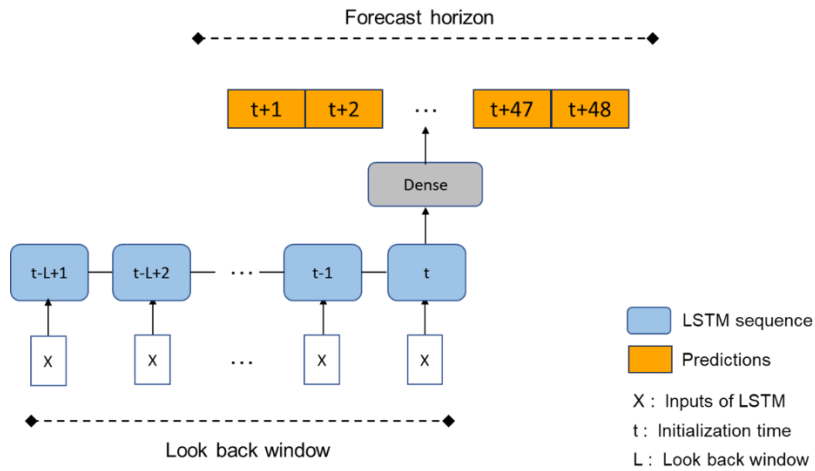 Forecast horizon
t+1 t+2 ... t+47 t+48
Dense
t-L+1 t-L+2 ... t-1 t
X X ... X X
Look back window
LSTM sequence
Predictions
X : Inputs of LSTM
t : Initialization time
L : Look back window